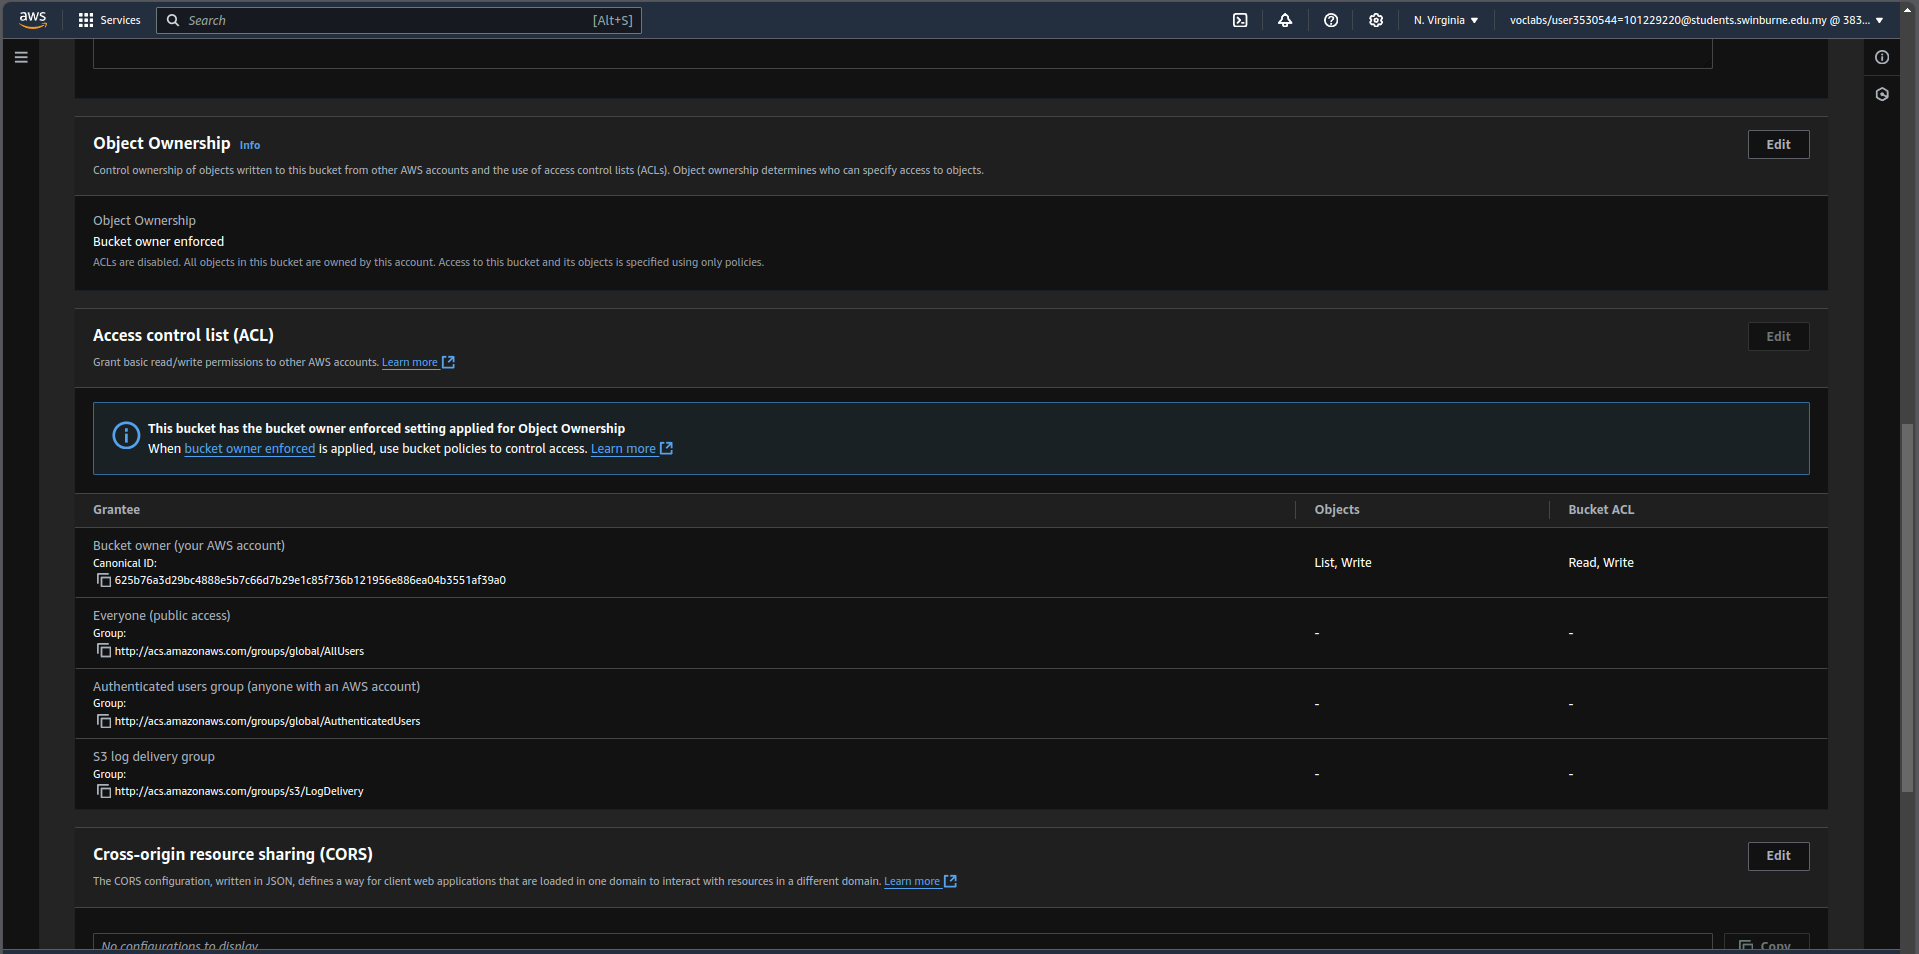 aws Services Search [Alt+S] N. Virginia voclabs/user3530544=101229220@students.swinburne.edu.my @ 383...
Object Ownership Info
Edit
Control ownership of objects written to this bucket from other AWS accounts and the use of access control lists (ACLs). Object ownership determines who can specify access to objects.
Object Ownership
Bucket owner enforced
ACLs are disabled. All objects in this bucket are owned by this account. Access to this bucket and its objects is specified using only policies.
Access control list (ACL)
Edit
Grant basic read/write permissions to other AWS accounts. Learn more
This bucket has the bucket owner enforced setting applied for Object Ownership
When bucket owner enforced is applied, use bucket policies to control access. Learn more
Grantee Objects Bucket ACL
Bucket owner (your AWS account)
Canonical ID:
625b76a3d29bc4888e5b7c66d7b29e1c85f736b121956e886ea04b3551af39a0
List, Write Read, Write
Everyone (public access)
Group:
http://acs.amazonaws.com/groups/global/AllUsers
- -
Authenticated users group (anyone with an AWS account)
Group:
http://acs.amazonaws.com/groups/global/AuthenticatedUsers
- -
S3 log delivery group
Group:
http://acs.amazonaws.com/groups/s3/LogDelivery
- -
Cross-origin resource sharing (CORS)
Edit
The CORS configuration, written in JSON, defines a way for client web applications that are loaded in one domain to interact with resources in a different domain. Learn more
No configurations to display
Copy